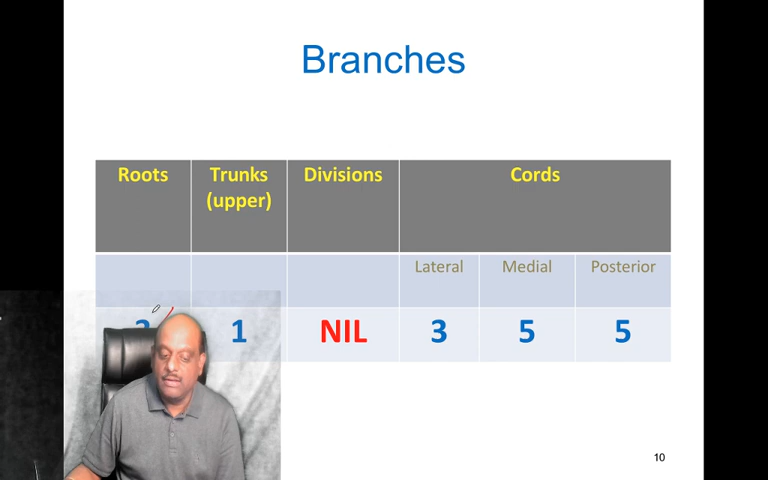 Branches
Roots Trunks (upper) Divisions Cords
Lateral Medial Posterior
1 NIL 3 5 5
10